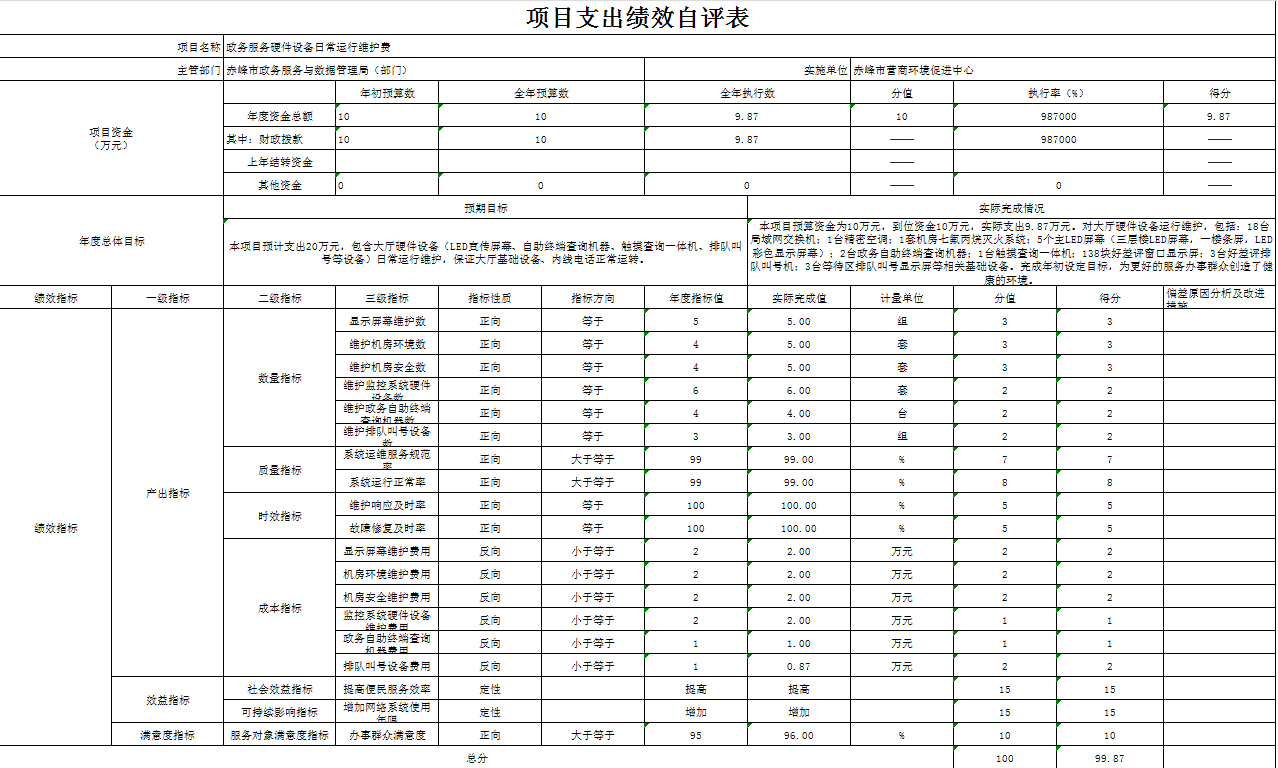 项目支出绩效自评表
项目名称 政务服务硬件设备日常运行维护费
主管部门 赤峰市政务服务与数据管理局（部门） 实施单位 赤峰市营商环境促进中心
项目资金
（万元）
年初预算数 全年预算数 全年执行数 分值 执行率（%） 得分
年度资金总额 10 10 9.87 10 987000 9.87
其中：财政拨款 10 10 9.87 —— 987000 ——
上年结转资金 —— ——
其他资金 0 0 0 —— 0 ——
年度总体目标
预期目标 实际完成情况
本项目预计支出20万元，包含大厅硬件设备（LED宣传屏幕、自助终端查询机器、触摸查询一体机、排队叫
号等设备）日常运行维护，保证大厅基础设备、内线电话正常运转。
本项目预算资金为10万元，到位资金10万元，实际支出9.87万元。对大厅硬件设备运行维护，包括：18台
局域网交换机；1台精密空调；1套机房七氟丙烷灭火系统；5个主LED屏幕（三层楼LED屏幕，一楼条屏，LED
彩色显示屏幕）；2台政务自助终端查询机器；1台触摸查询一体机；138块好差评窗口显示屏；3台好差评排
队叫号机；3台等待区排队叫号显示屏等相关基础设备。完成年初设定目标，为更好的服务办事群众创造了健
康的环境。
绩效指标 一级指标 二级指标 三级指标 指标性质 指标方向 年度指标值 实际完成值 计量单位 分值 得分 偏差原因分析及改进
措施
绩效指标
产出指标
数量指标
显示屏幕维护数 正向 等于 5 5.00 组 3 3
维护机房环境数 正向 等于 4 5.00 套 3 3
维护机房安全数 正向 等于 4 5.00 套 3 3
维护监控系统硬件
设备数 正向 等于 6 6.00 套 2 2
维护政务自助终端
查询机器数 正向 等于 4 4.00 台 2 2
维护排队叫号设备
数 正向 等于 3 3.00 组 2 2
质量指标
系统运维服务规范
率 正向 大于等于 99 99.00 % 7 7
系统运行正常率 正向 大于等于 99 99.00 % 8 8
时效指标
维护响应及时率 正向 等于 100 100.00 % 5 5
故障修复及时率 正向 等于 100 100.00 % 5 5
成本指标
显示屏幕维护费用 反向 小于等于 2 2.00 万元 2 2
机房环境维护费用 反向 小于等于 2 2.00 万元 2 2
机房安全维护费用 反向 小于等于 2 2.00 万元 2 2
监控系统硬件设备
维护费用 反向 小于等于 2 2.00 万元 1 1
政务自助终端查询
机器费用 反向 小于等于 1 1.00 万元 1 1
排队叫号设备费用 反向 小于等于 1 0.87 万元 2 2
效益指标
社会效益指标 提高便民服务效率 定性 提高 提高 15 15
可持续影响指标 增加网络系统使用
年限 定性 增加 增加 15 15
满意度指标 服务对象满意度指标 办事群众满意度 正向 大于等于 95 96.00 % 10 10
总分 100 99.87